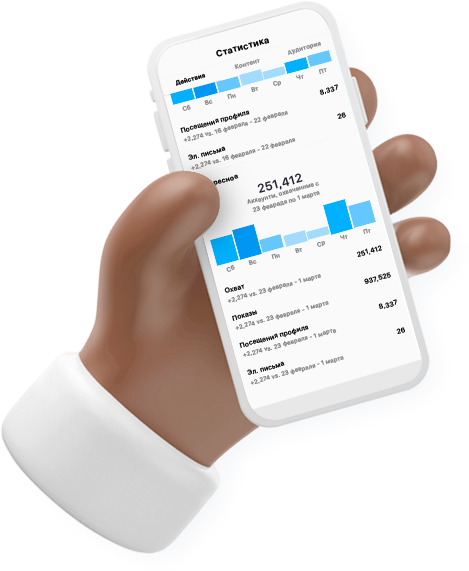 Статистика
Действия Контент Аудитория
Сб Вс Пн Вт Ср Чт Пт
Посещения профиля 8.337
+2,274 vs. 16 февраля - 22 февраля
Эл. письма 26
+2,274 vs. 16 февраля - 22 февраля
ресное
251,412
Аккаунты, охваченные с
23 февраля по 1 марта
Сб Вс Пн Вт Ср Чт Пт
Охват 251,412
+2,274 vs. 23 февраля - 1 марта
Показы 937,525
+2,274 vs. 23 февраля - 1 марта
Посещения профиля 8,337
+2,274 vs. 23 февраля - 1 марта
Эл. письма 26
+2,274 vs. 23 февраля - 1 марта